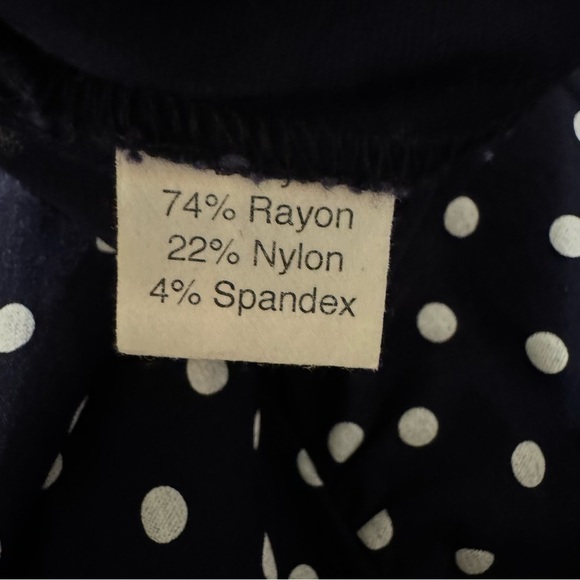 74% Rayon
22% Nylon
4% Spandex